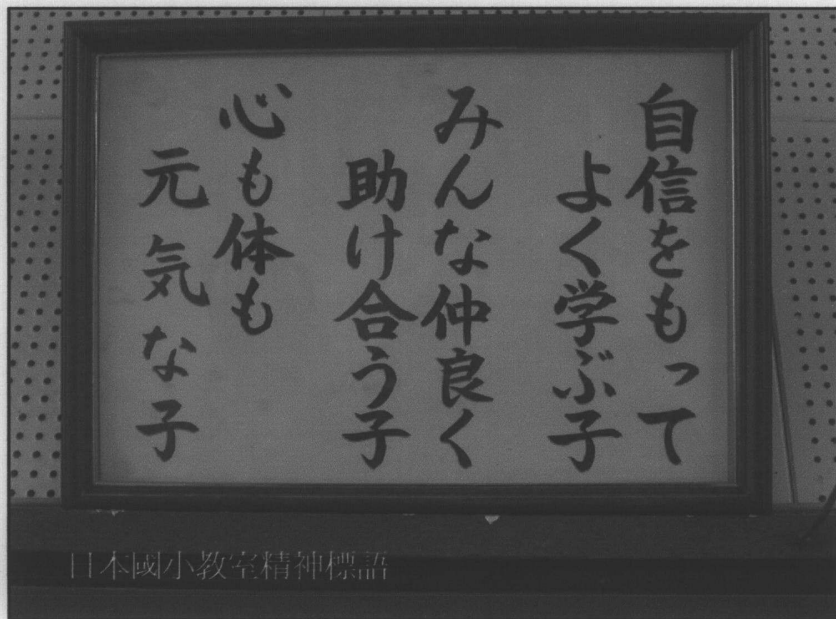 自信をもって
よく学ぶ子
みんな仲良く
助け合う子
心も体も
元気な子
日本國小教室精神標語